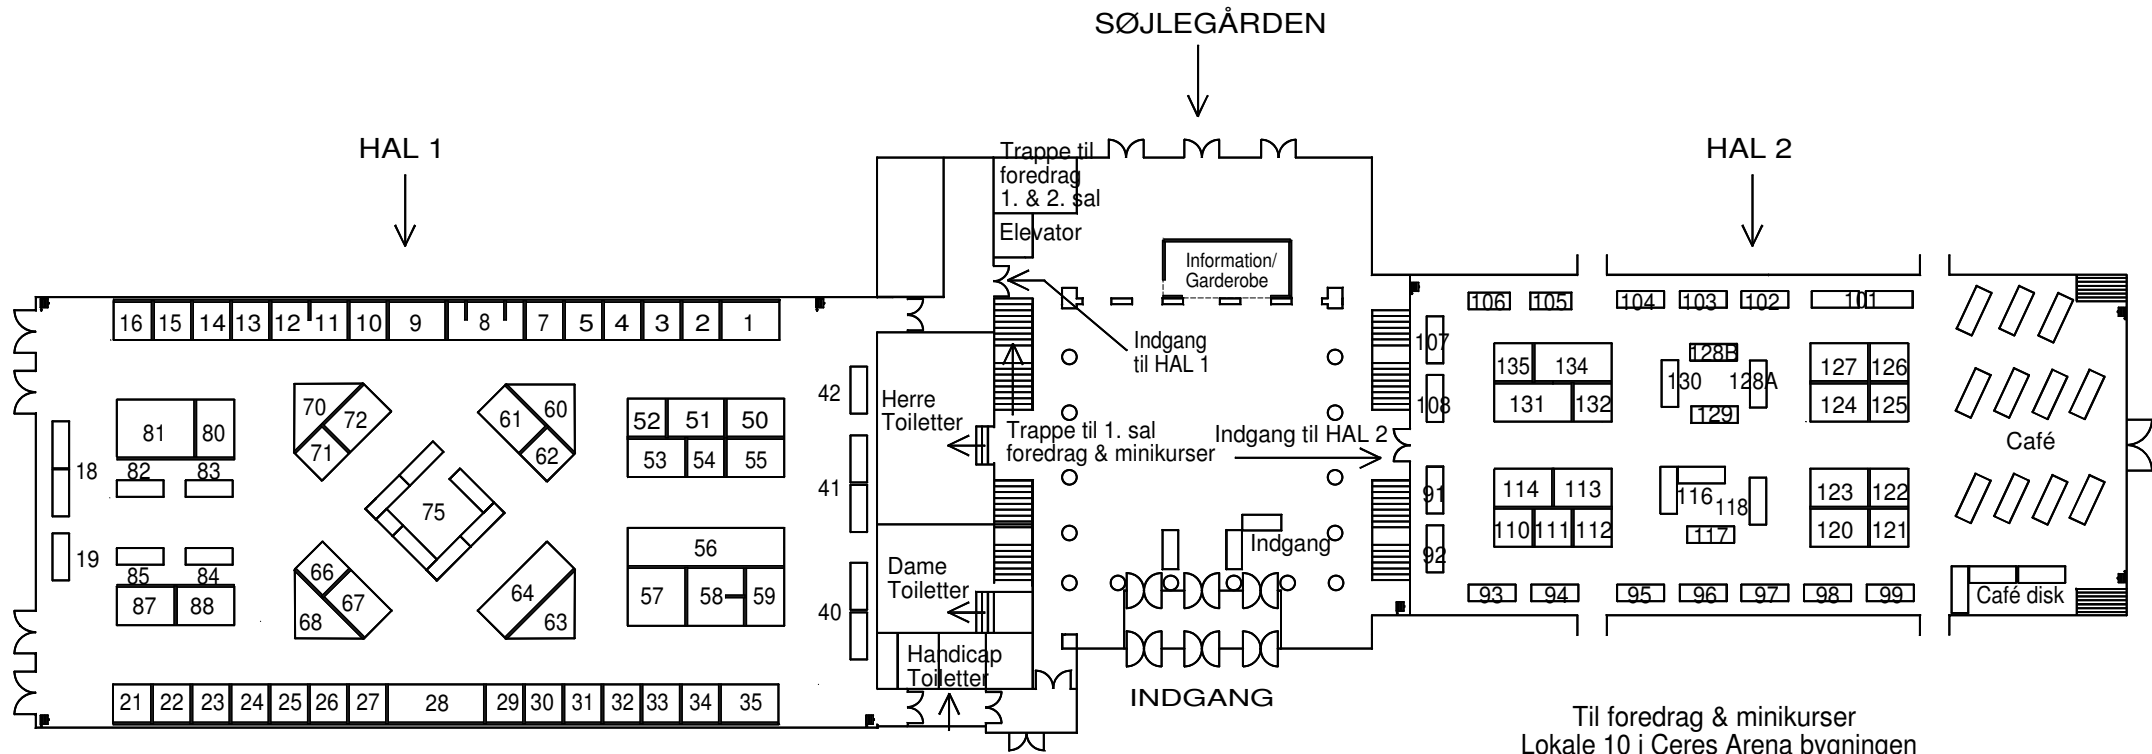 SØJLEGÅRDEN
HAL 1
HAL 2
Trappe til
foredrag
1. & 2. sal
Elevator
Information/
Garderobe
Indgang
til HAL 1
16 15 14 13 12 11 10 9 8 7 5 4 3 2 1
42
41
40
18
19
81 80
82 83
85 84
87 88
70 72
71
61 60
62
75
66
67
68
64
63
52 51 50
53 54 55
56
57 58 59
21 22 23 24 25 26 27 28 29 30 31 32 33 34 35
Herre
Toiletter
Dame
Toiletter
Handicap
Toiletter
Trappe til 1. sal
foredrag & minikurser
Indgang til HAL 2
Indgang
INDGANG
106 105 104 103 102 101
107
108
91
92
135 134
131 132
128B
130 128A
129
127 126
124 125
114 113
110 111 112
116 118
117
123 122
120 121
93 94 95 96 97 98 99
Café
Café disk
Til foredrag & minikurser
Lokale 10 i Ceres Arena bygningen